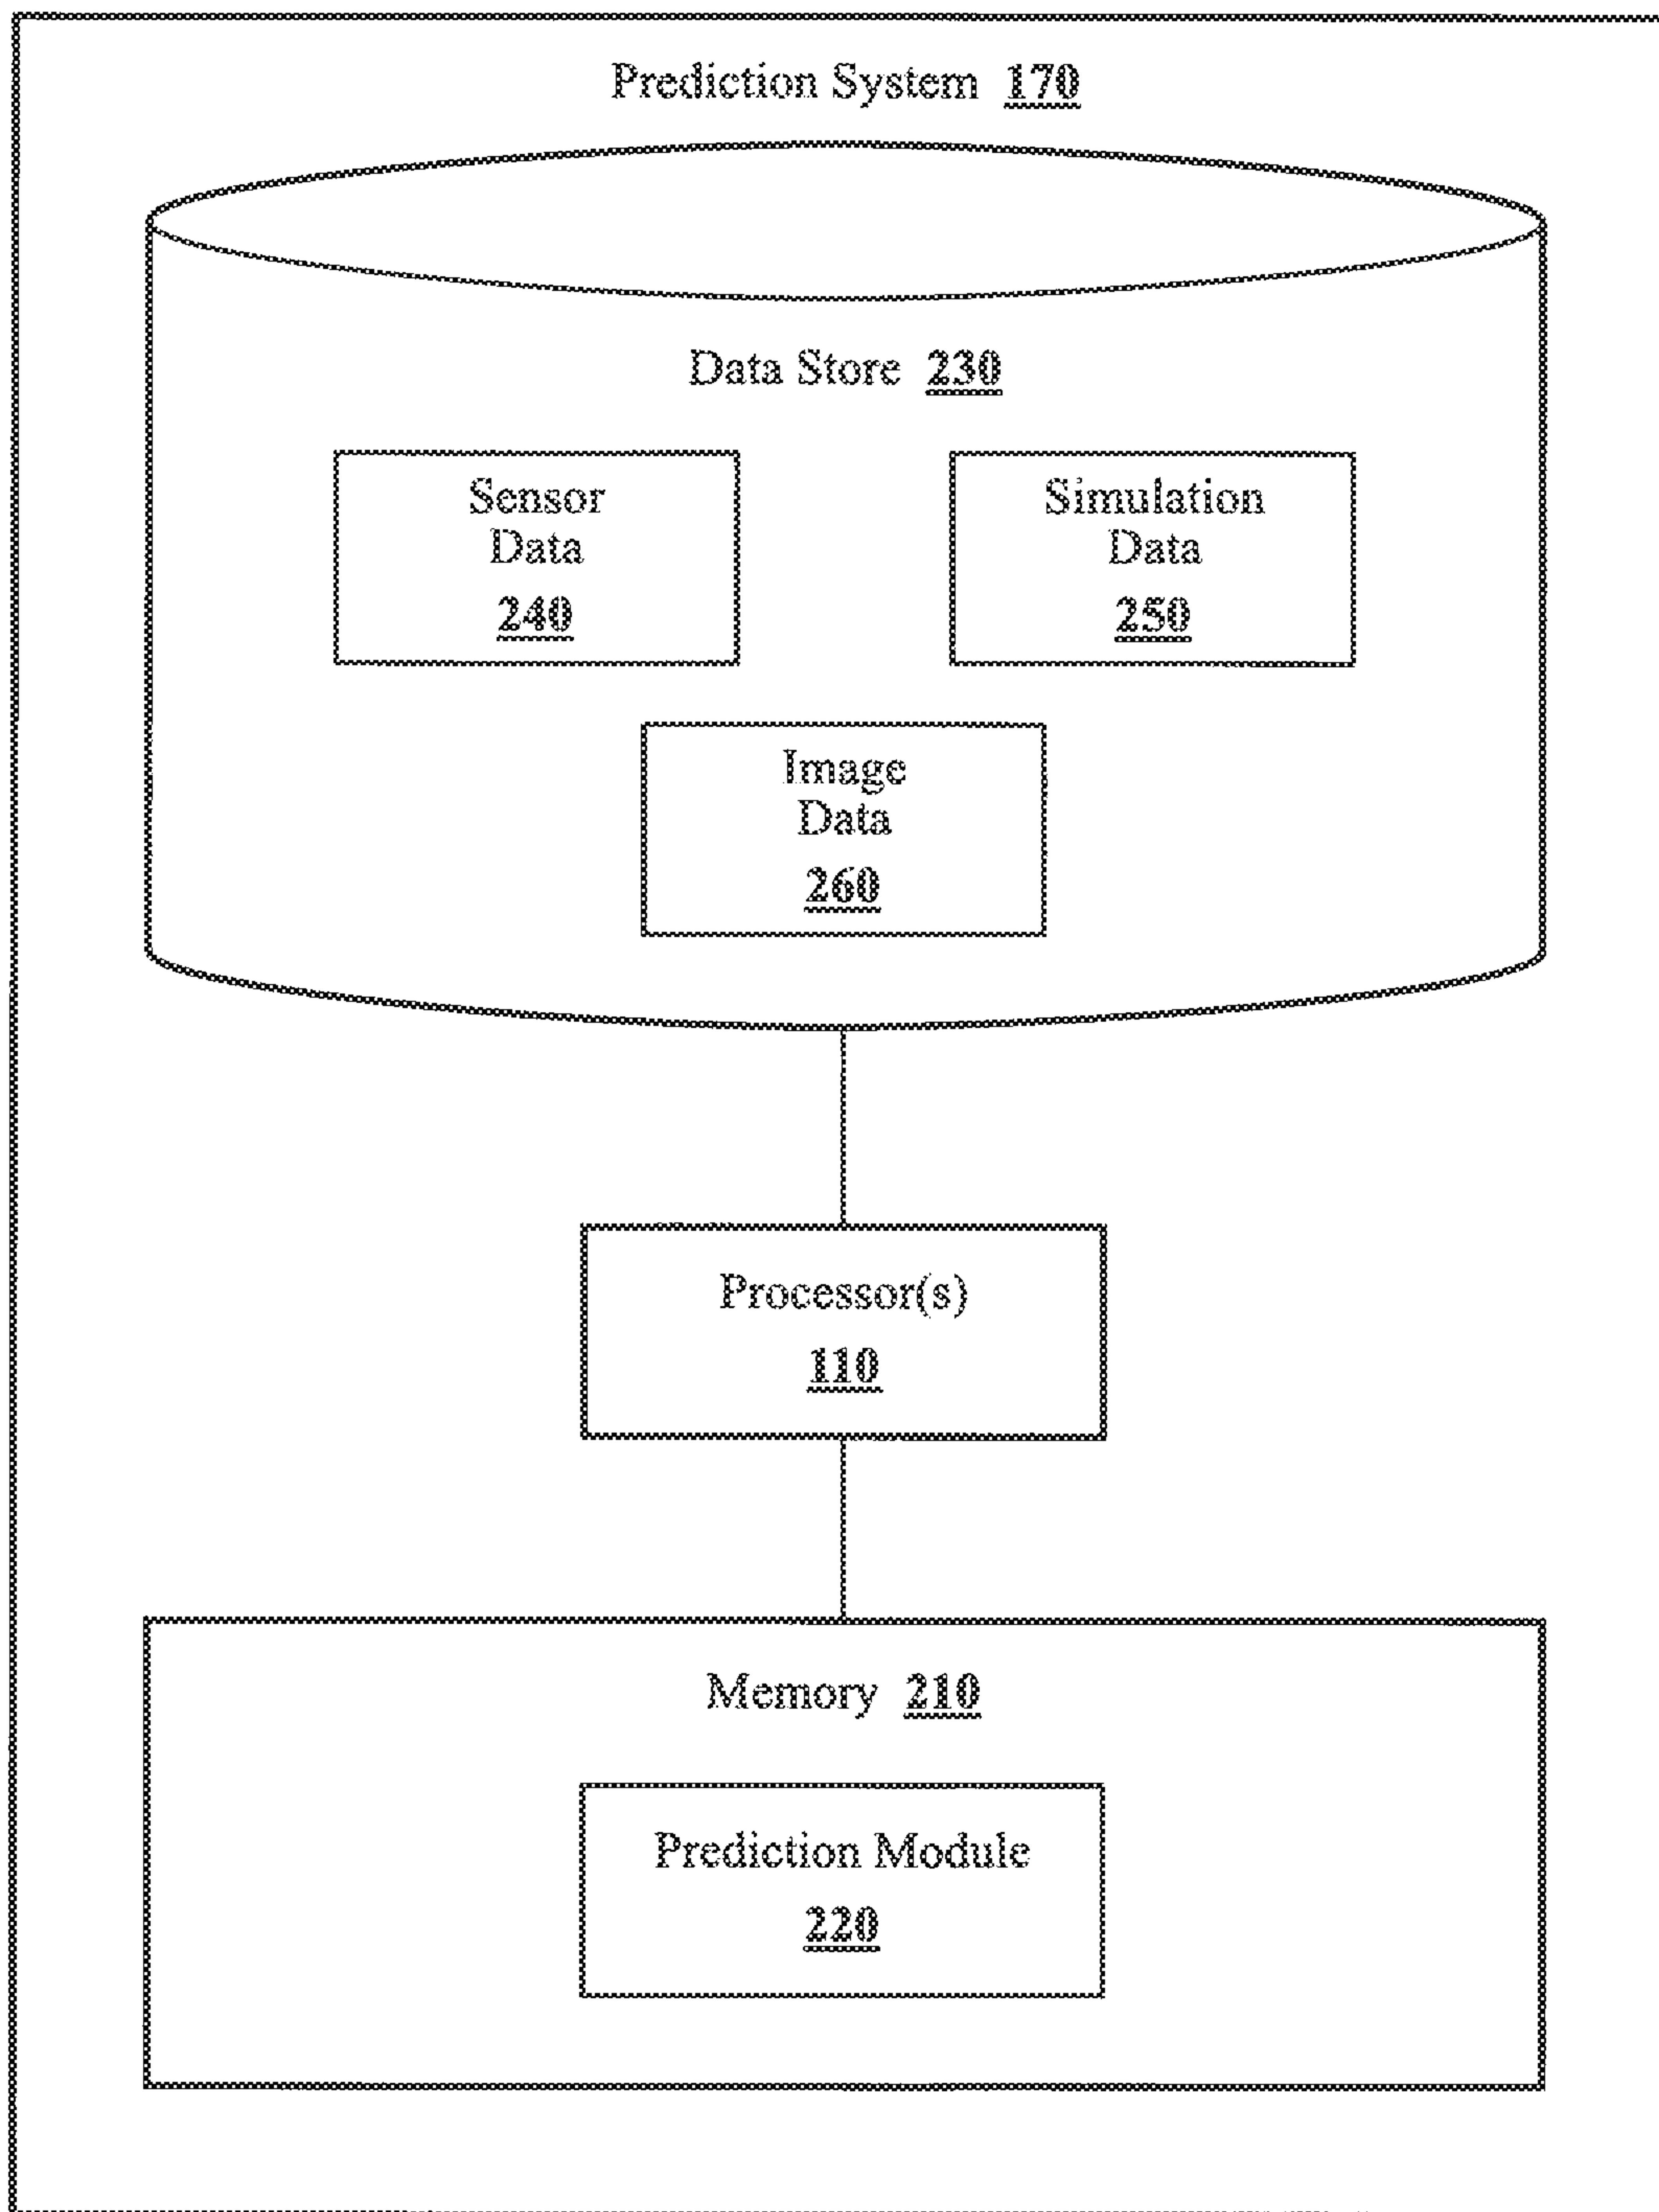 Prediction System 170
Data Store 230
Sensor
Data
240
Simulation
Data
250
Image
Data
260
Processor(s)
110
Memory 210
Prediction Module
220